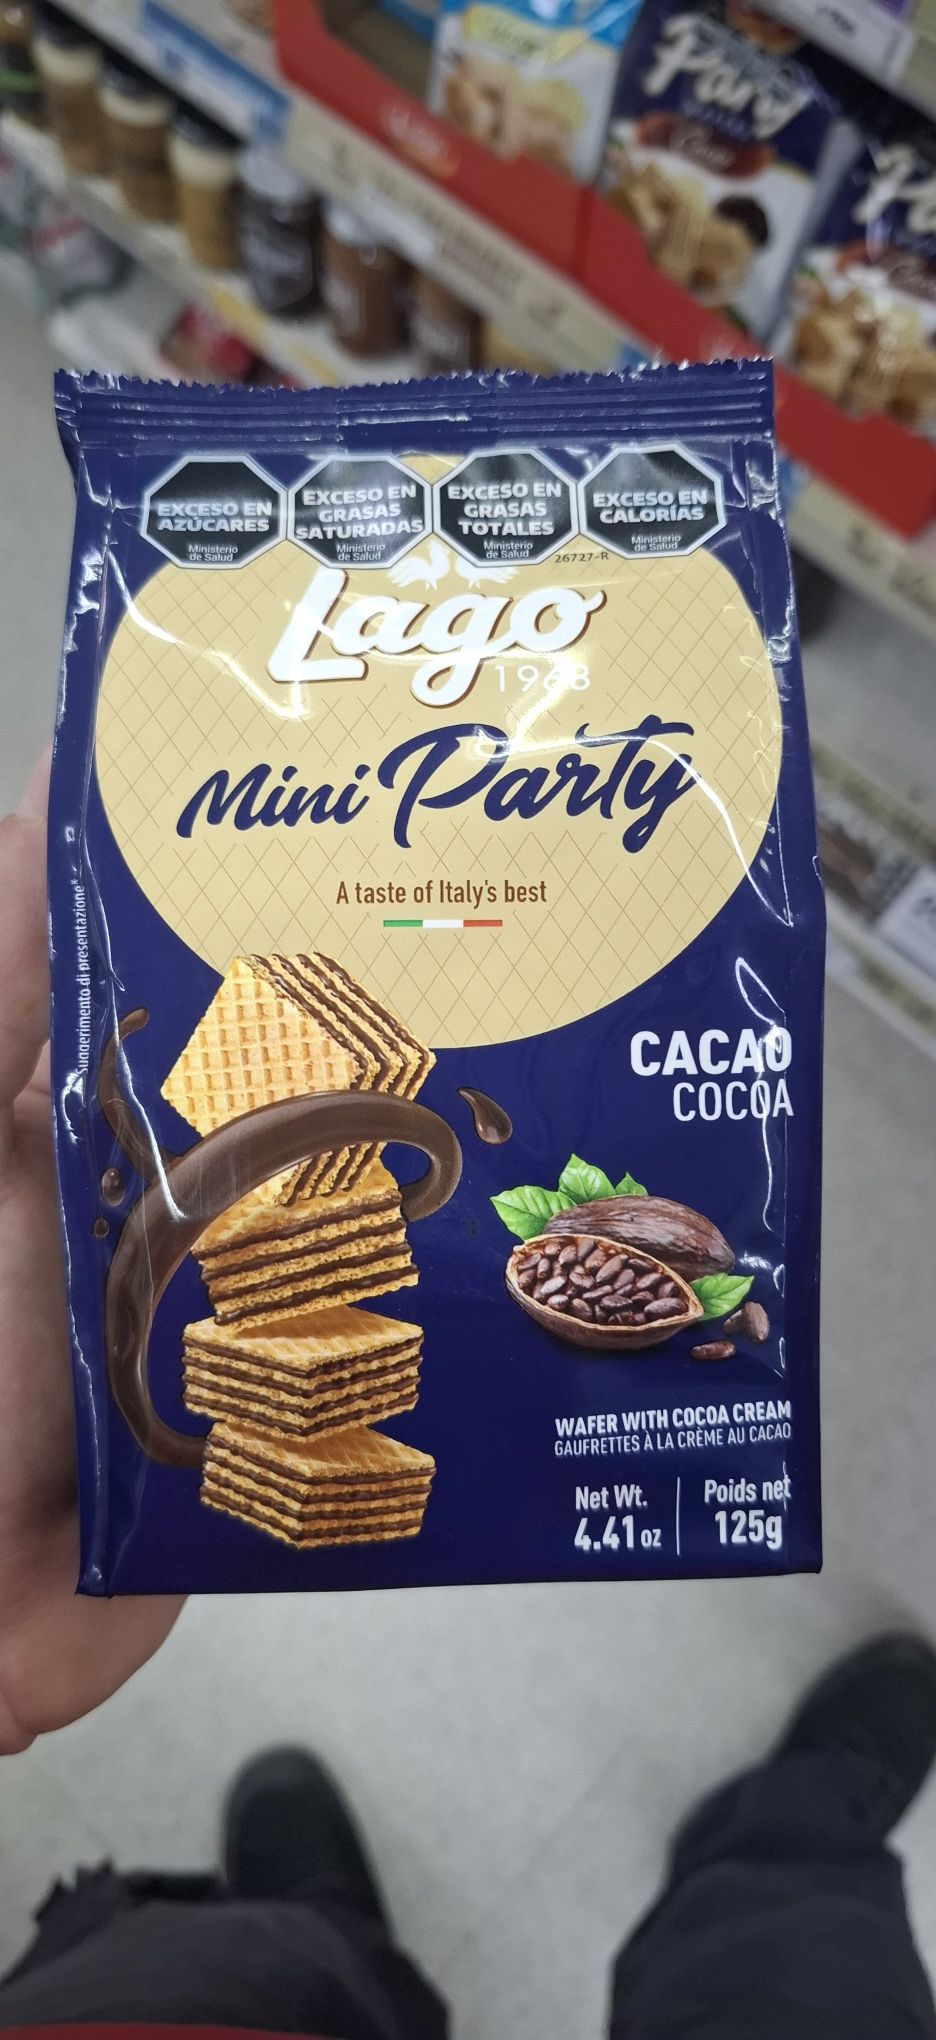 EXCESO EN
AZÚCARES
Ministerio
de Salud
EXCESO EN
GRASAS
SATURADAS
Ministerio
de Salud
EXCESO EN
GRASAS
TOTALES
Ministerio
de Salud
EXCESO EN
CALORÍAS
Ministerio
de Salud
26727-R
Lago
1968
Mini Party
A taste of Italy's best
Suggerimento di presentazione*
CACAO
COCOA
WAFER WITH COCOA CREAM
GAUFRETTES À LA CRÈME AU CACAO
Net Wt.
4.41 oz
Poids net
125g
Party